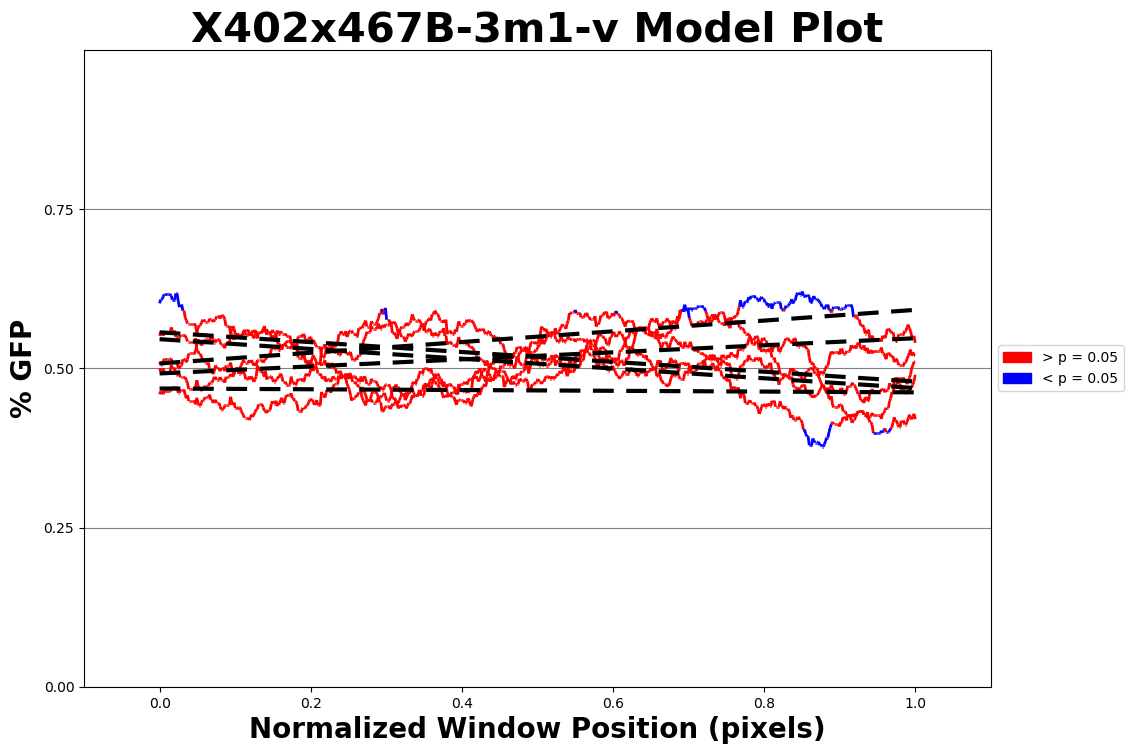 X402x467B-3m1-v Model Plot
% GFP
0.75
0.50
0.25
0.00
0.0 0.2 0.4 0.6 0.8 1.0
Normalized Window Position (pixels)
> p = 0.05
< p = 0.05